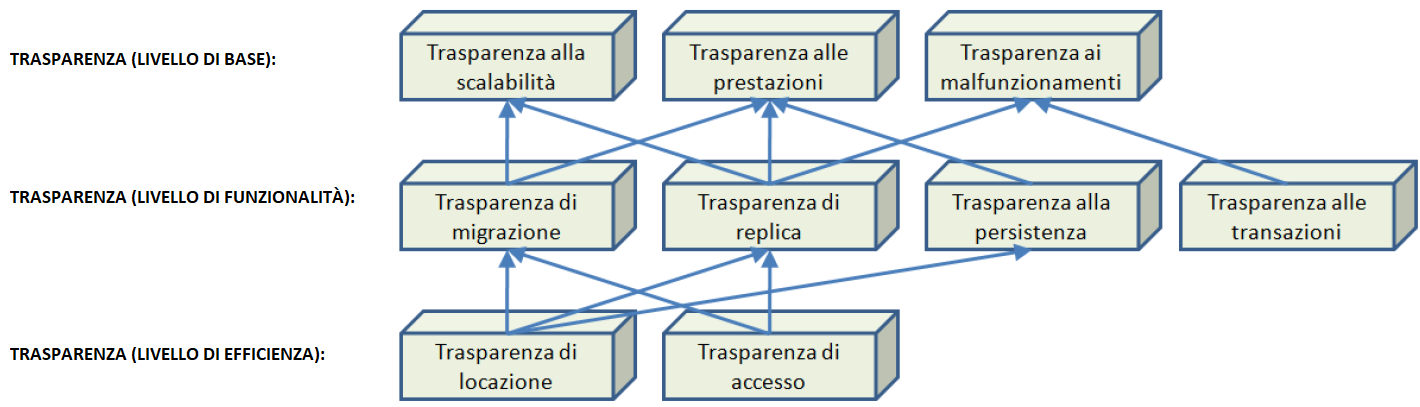 TRASPARENZA (LIVELLO DI BASE):
Trasparenza alla
scalabilità
Trasparenza alle
prestazioni
Trasparenza ai
malfunzionamenti
TRASPARENZA (LIVELLO DI FUNZIONALITÀ):
Trasparenza di
migrazione
Trasparenza di
replica
Trasparenza alla
persistenza
Trasparenza alle
transazioni
TRASPARENZA (LIVELLO DI EFFICIENZA):
Trasparenza di
locazione
Trasparenza di
accesso